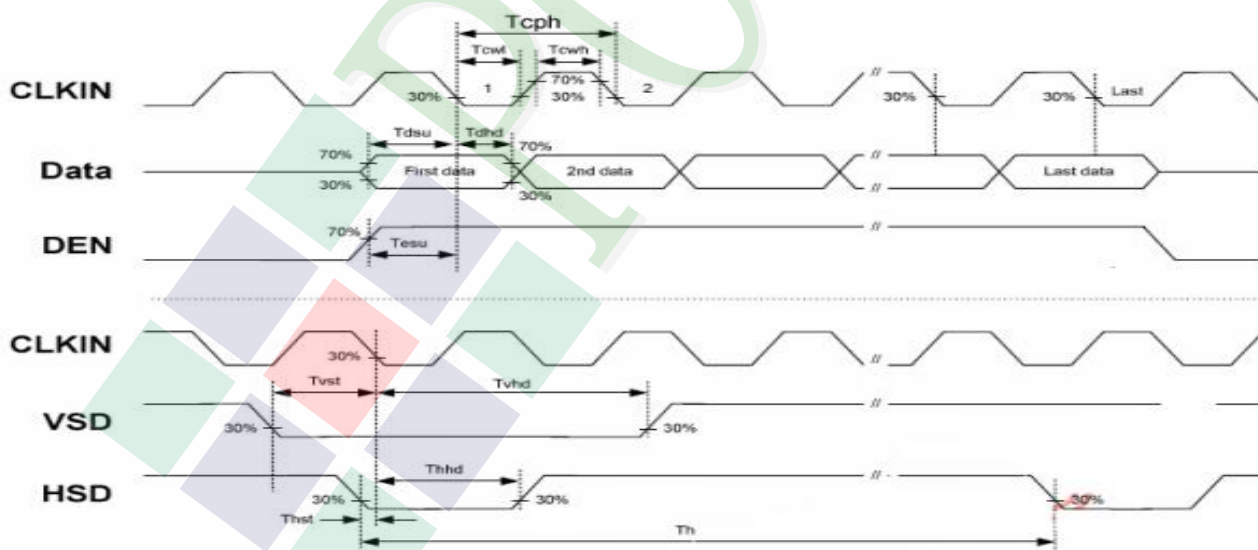 Tcph
Tcwl Tcwh
CLKIN 30% 1 70% 30% 2 // 30% 30% Last
Tdsu Tdhd
Data 70% 30% First data 70% 30% 2nd data // Last data
DEN 70% Tesu //
CLKIN 30% //
Tvst Tvhd
VSD 30% 30% //
Thhd
HSD 30% 30% // 30%
Thst
Th